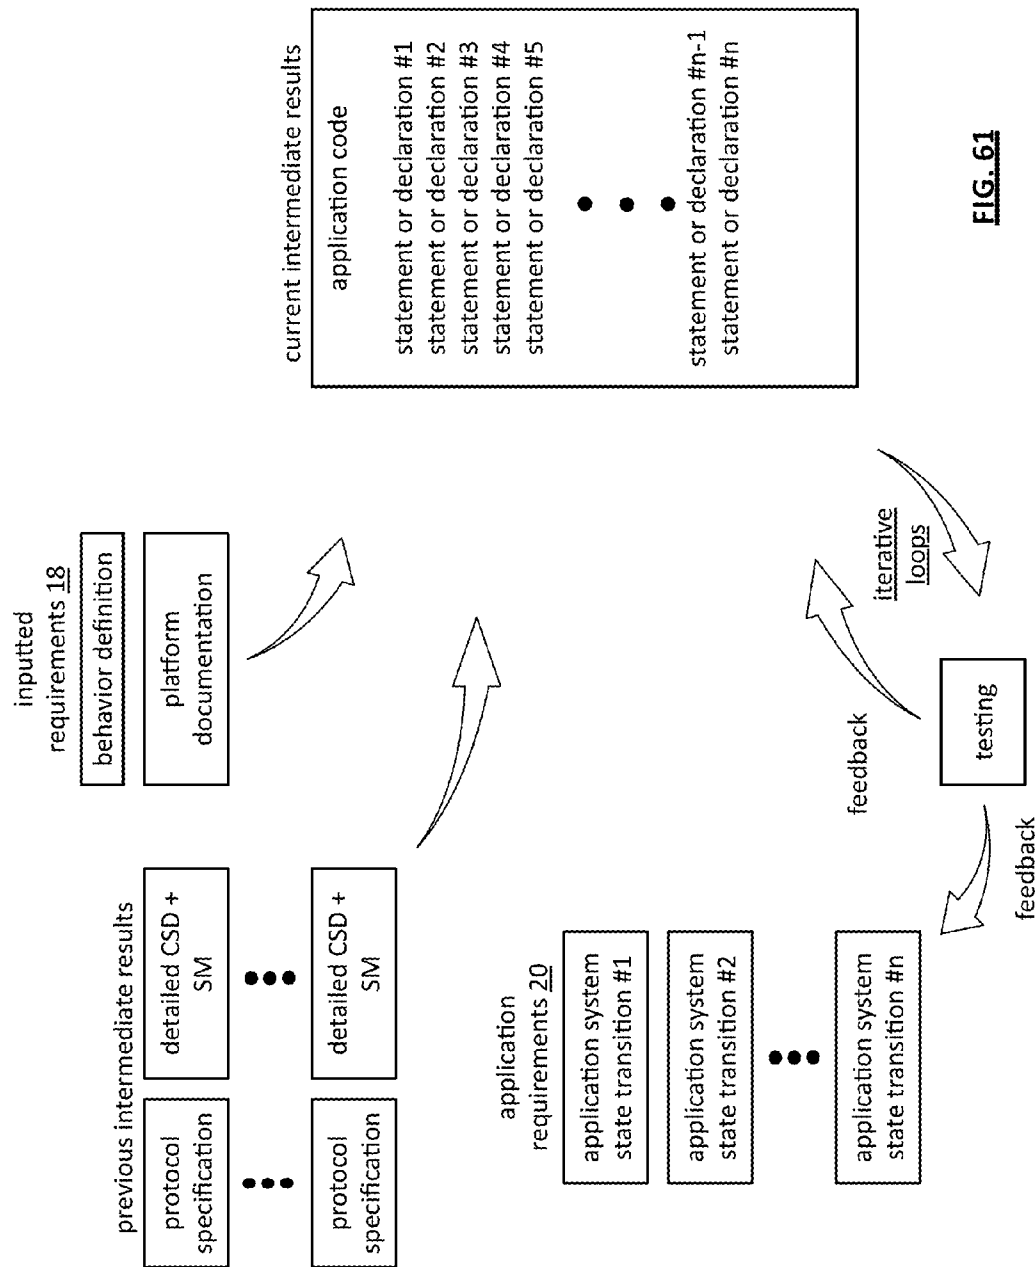 previous intermediate results
protocol
specification
detailed CSD +
SM
protocol
specification
detailed CSD +
SM
inputted
requirements 18
behavior definition
platform
documentation
current intermediate results
application code
statement or declaration #1
statement or declaration #2
statement or declaration #3
statement or declaration #4
statement or declaration #5
statement or declaration #n-1
statement or declaration #n
application
requirements 20
application system
state transition #1
application system
state transition #2
application system
state transition #n
feedback
testing
feedback
iterative
loops
FIG. 61